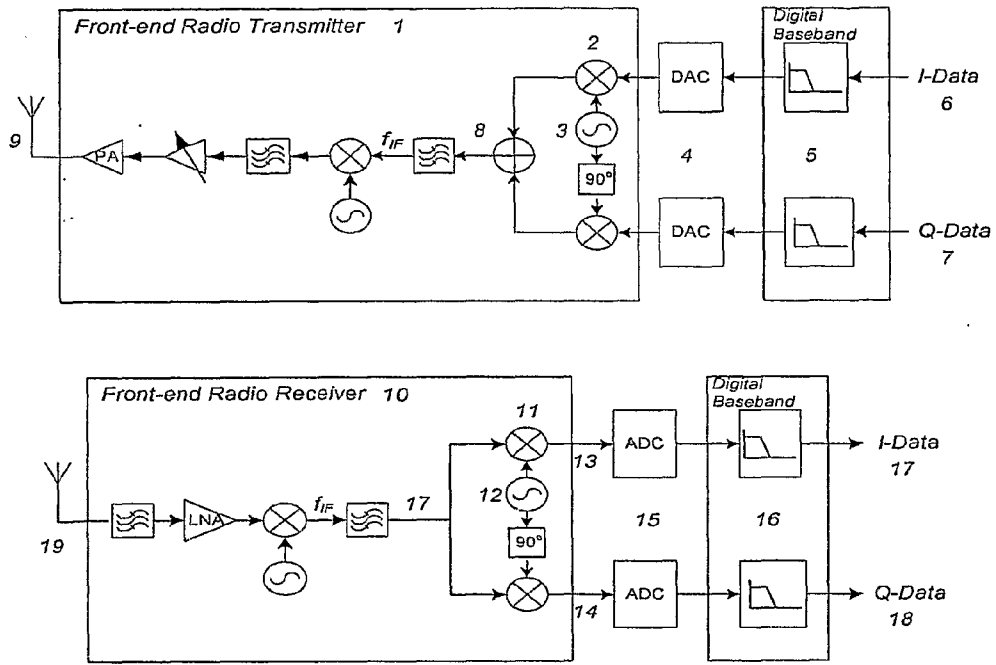 Front-end Radio Transmitter 1
Digital
Baseband
2
DAC
I-Data
6
9
PA
f_IF
8
3
4
5
90°
DAC
Q-Data
7
Front-end Radio Receiver 10
Digital
Baseband
11
13
ADC
I-Data
17
19
LNA
f_IF
17
12
15
16
90°
14
ADC
Q-Data
18